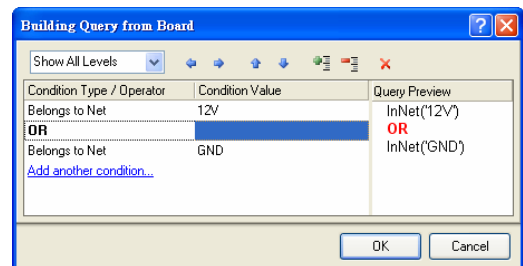 Building Query from Board
Show All Levels
Condition Type / Operator Condition Value Query Preview
Belongs to Net 12V InNet('12V')
OR OR
Belongs to Net GND InNet('GND')
Add another condition...
OK Cancel